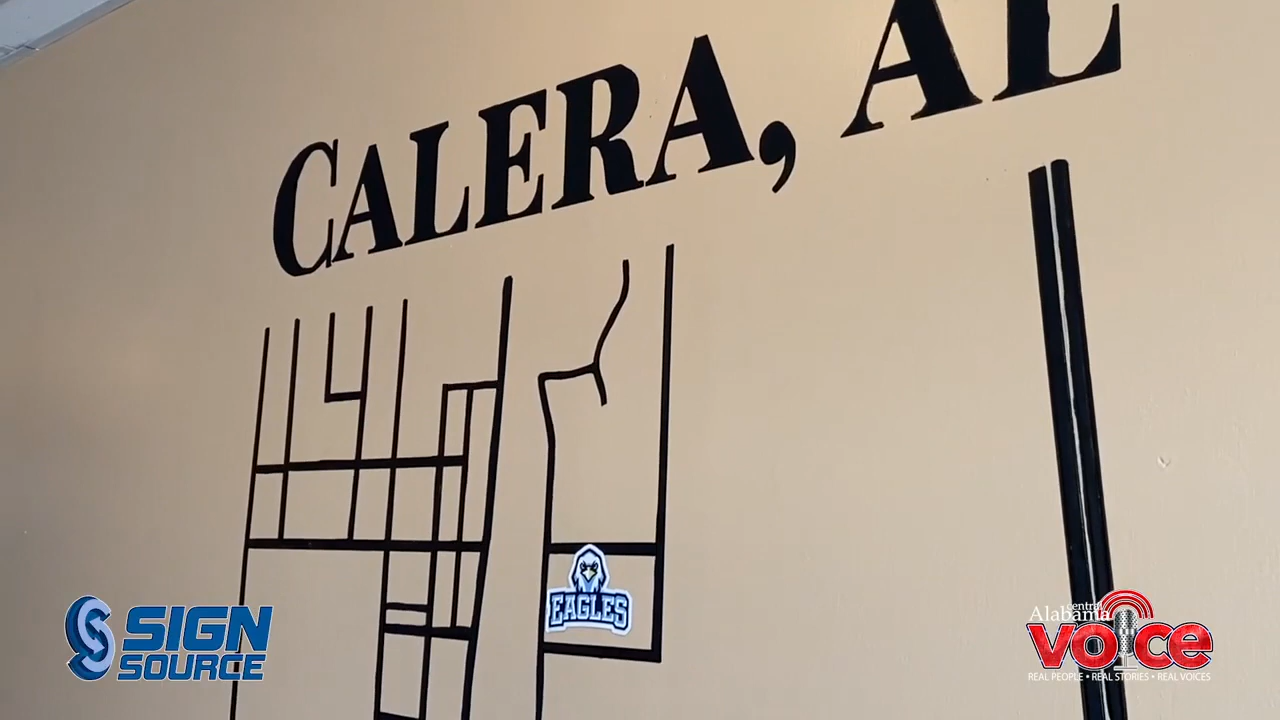 CALERA, AL
EAGLES
SIGN
SOURCE
central
Alabama
voice
REAL PEOPLE • REAL STORIES • REAL VOICES